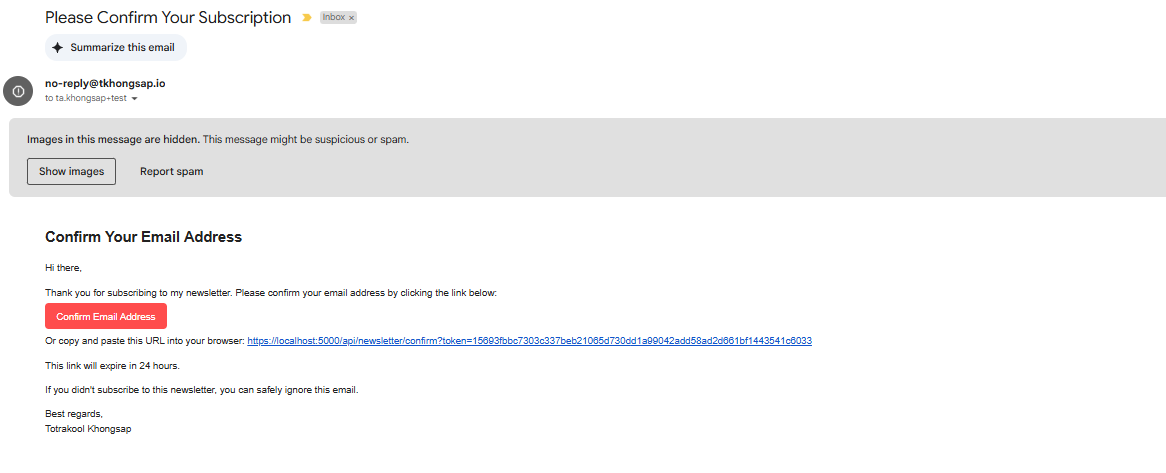 Please Confirm Your Subscription Inbox ×
Summarize this email
no-reply@tkhongsap.io
to ta.khongsap+test
Images in this message are hidden. This message might be suspicious or spam.
Show images Report spam
Confirm Your Email Address
Hi there,
Thank you for subscribing to my newsletter. Please confirm your email address by clicking the link below:
Confirm Email Address
Or copy and paste this URL into your browser: https://localhost:5000/api/newsletter/confirm?token=15693fbbc7303c337beb21065d730dd1a99042add58ad2d661bf1443541c6033
This link will expire in 24 hours.
If you didn't subscribe to this newsletter, you can safely ignore this email.
Best regards,
Totrakool Khongsap